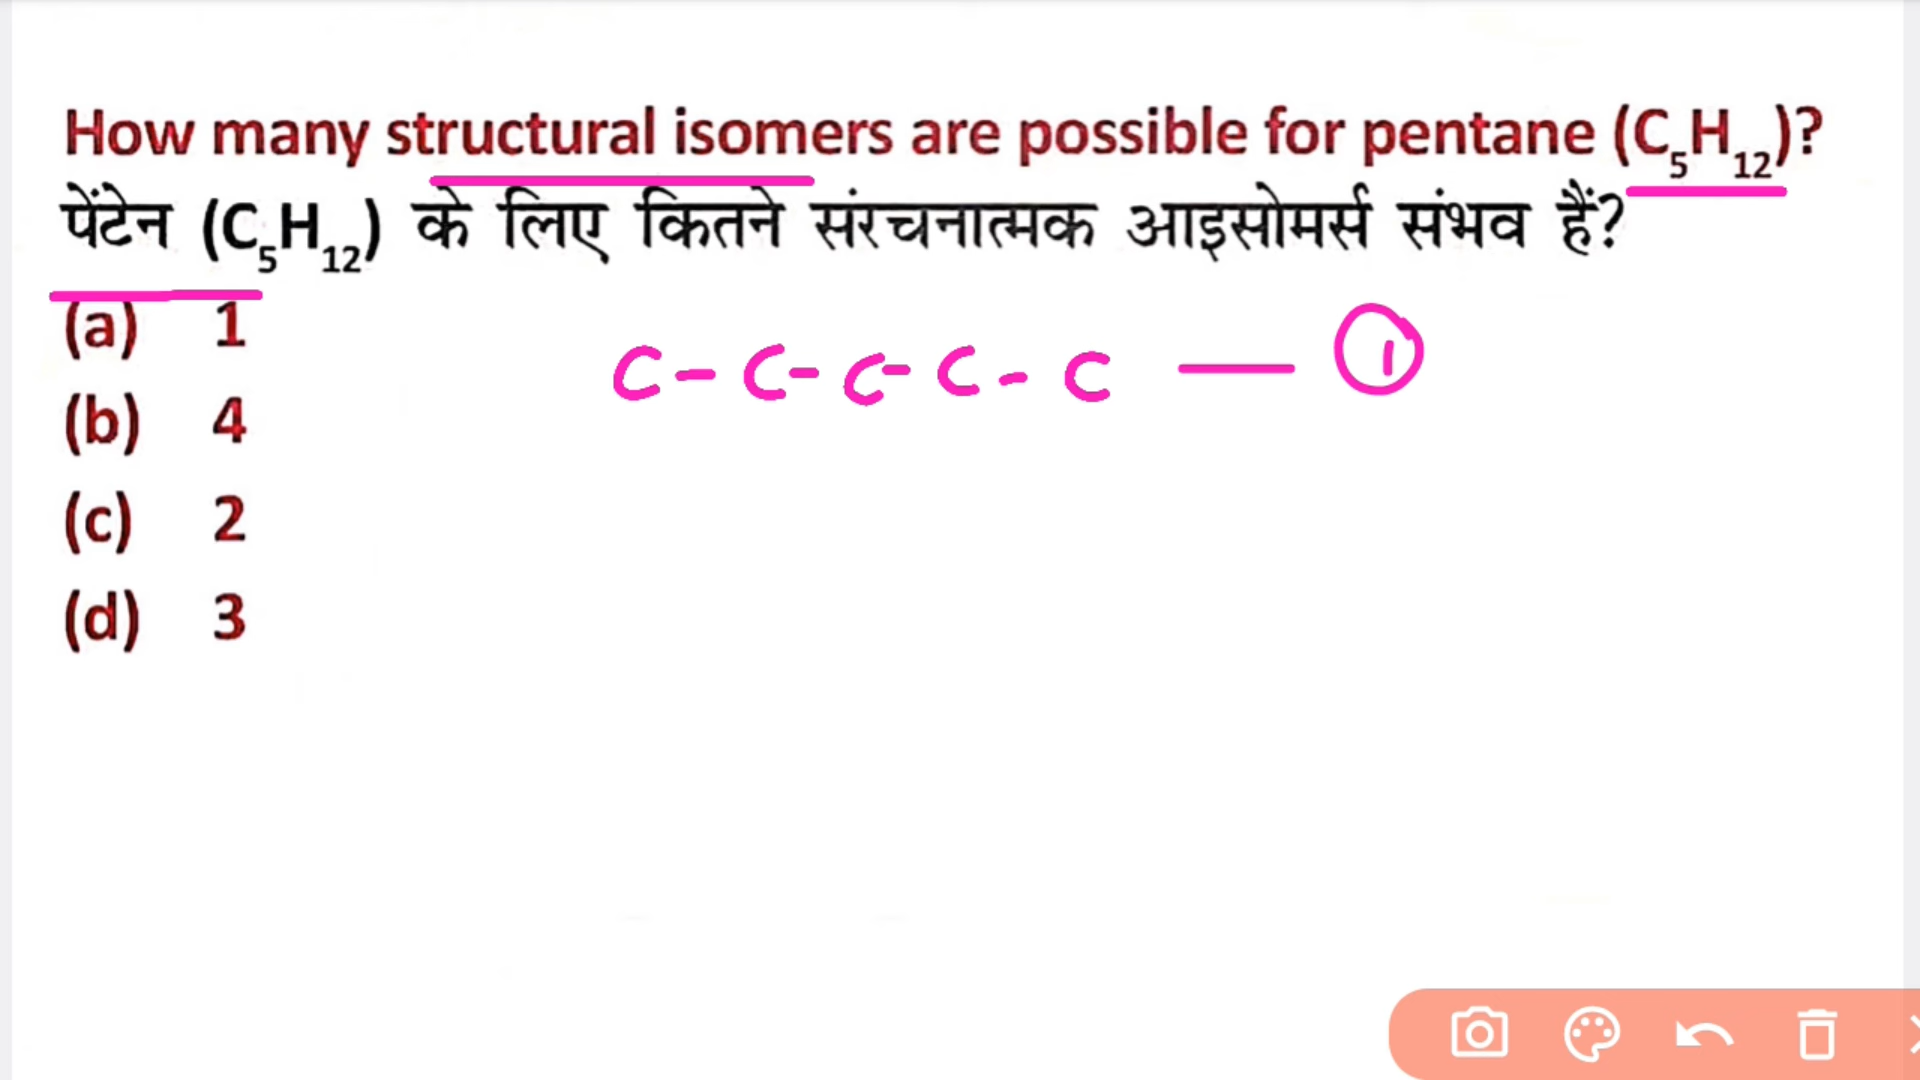 How many structural isomers are possible for pentane (C₅H₁₂)?
पेंटेन (C₅H₁₂) के लिए कितने संरचनात्मक आइसोमर्स संभव हैं?
(a) 1
C - C - C - C - C — 1
(b) 4
(c) 2
(d) 3